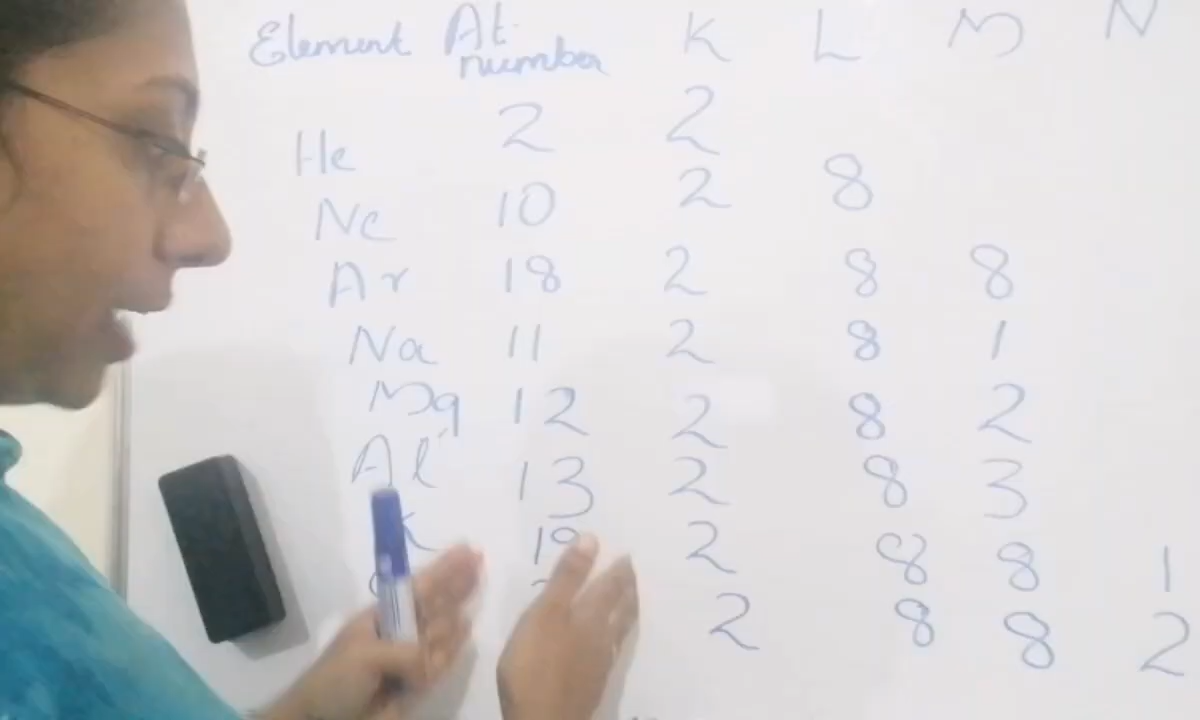 Element At. number K L M N
He 2 2
Ne 10 2 8
Ar 18 2 8 8
Na 11 2 8 1
Mg 12 2 8 2
Al 13 2 8 3
K 19 2 8 8 1
2 8 8 2